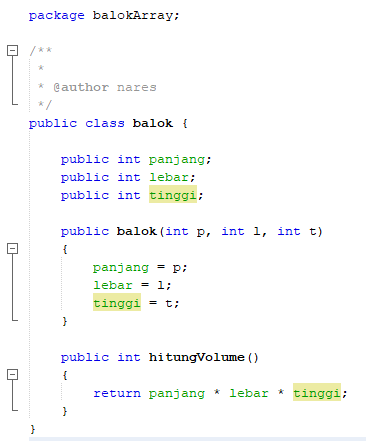 package balokArray;
/**
 *
 * @author nares
 */
public class balok {
    public int panjang;
    public int lebar;
    public int tinggi;
    public balok(int p, int l, int t)
    {
        panjang = p;
        lebar = l;
        tinggi = t;
    }
    public int hitungVolume()
    {
        return panjang * lebar * tinggi;
    }
}